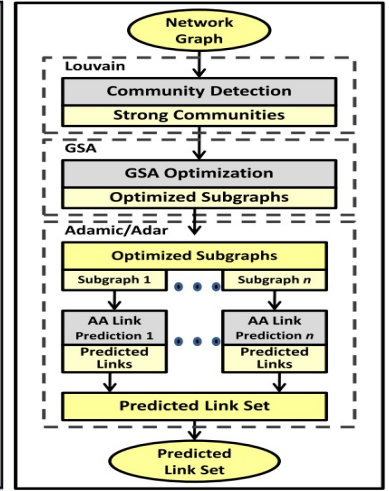 Network
Graph
Louvain
Community Detection
Strong Communities
GSA
GSA Optimization
Optimized Subgraphs
Adamic/Adar
Optimized Subgraphs
Subgraph 1
Subgraph n
AA Link
Prediction 1
Predicted
Links
AA Link
Prediction n
Predicted
Links
Predicted Link Set
Predicted
Link Set